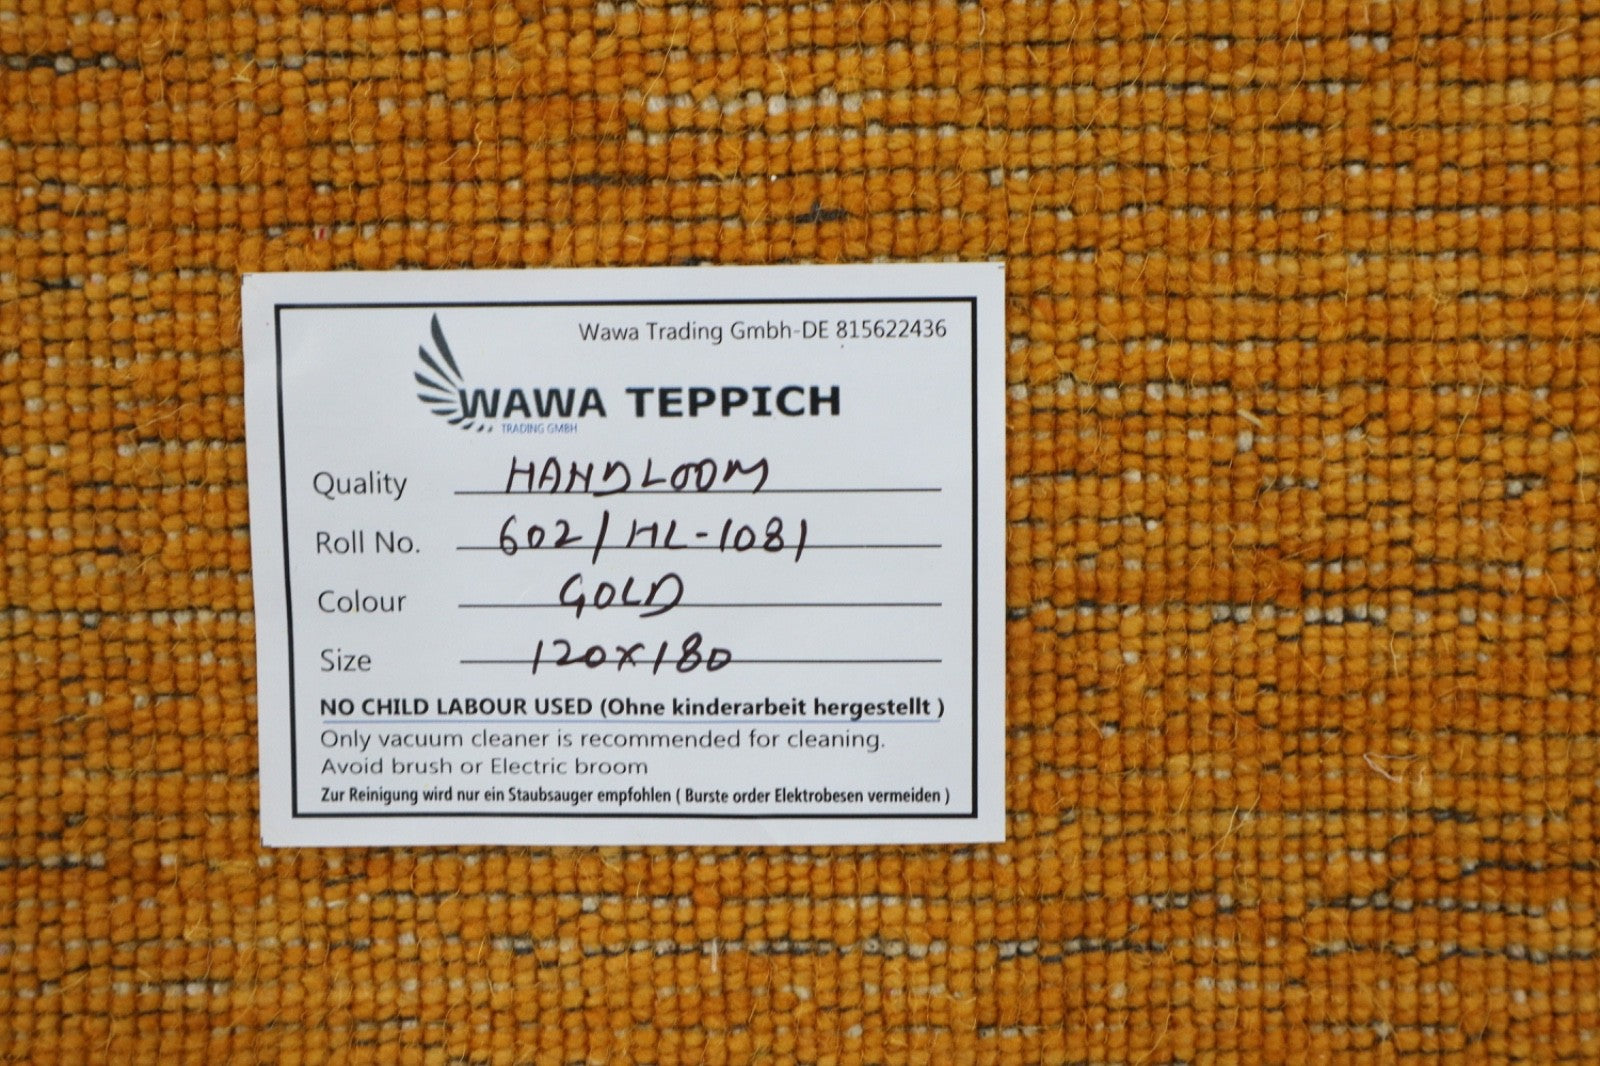 Wawa Trading Gmbh-DE 815622436
WAWA TEPPICH
TRADING GMBH
Quality HANDLOOM
Roll No. 602/HL-1081
Colour GOLD
Size 120x180
NO CHILD LABOUR USED (Ohne kinderarbeit hergestellt )
Only vacuum cleaner is recommended for cleaning.
Avoid brush or Electric broom
Zur Reinigung wird nur ein Staubsauger empfohlen ( Burste order Elektrobesen vermeiden )